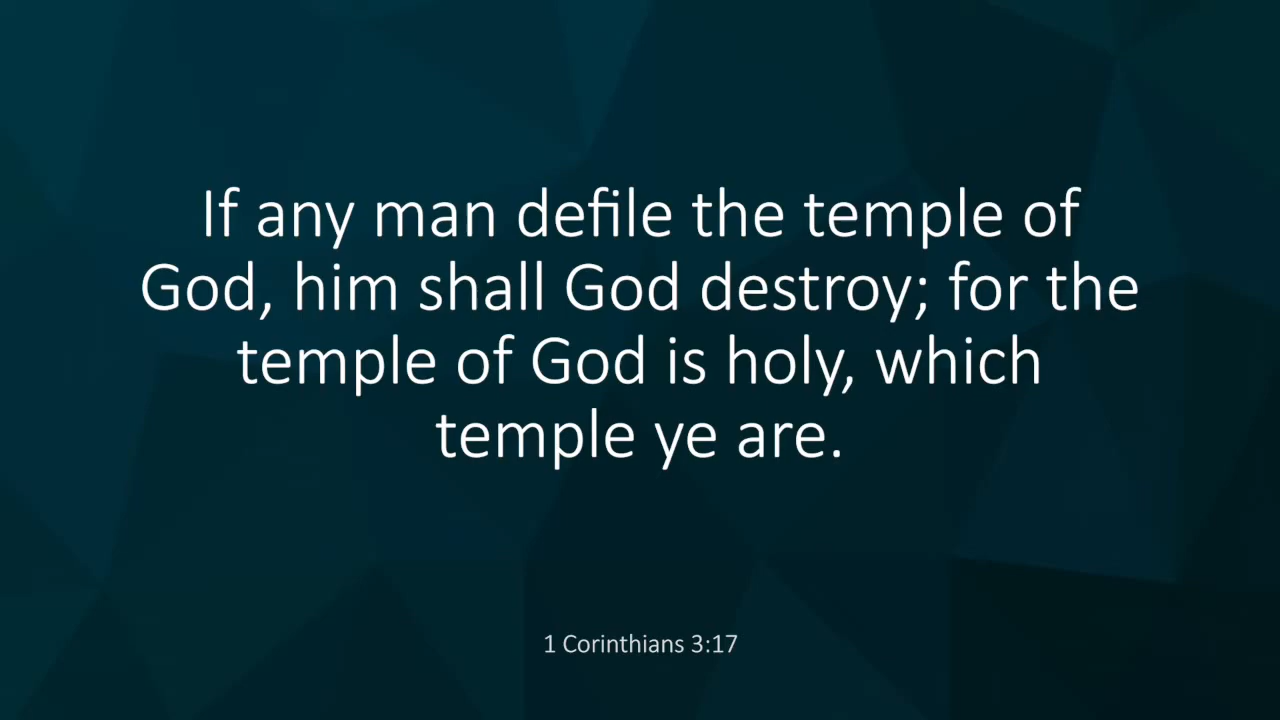 If any man defile the temple of
God, him shall God destroy; for the
temple of God is holy, which
temple ye are.
1 Corinthians 3:17